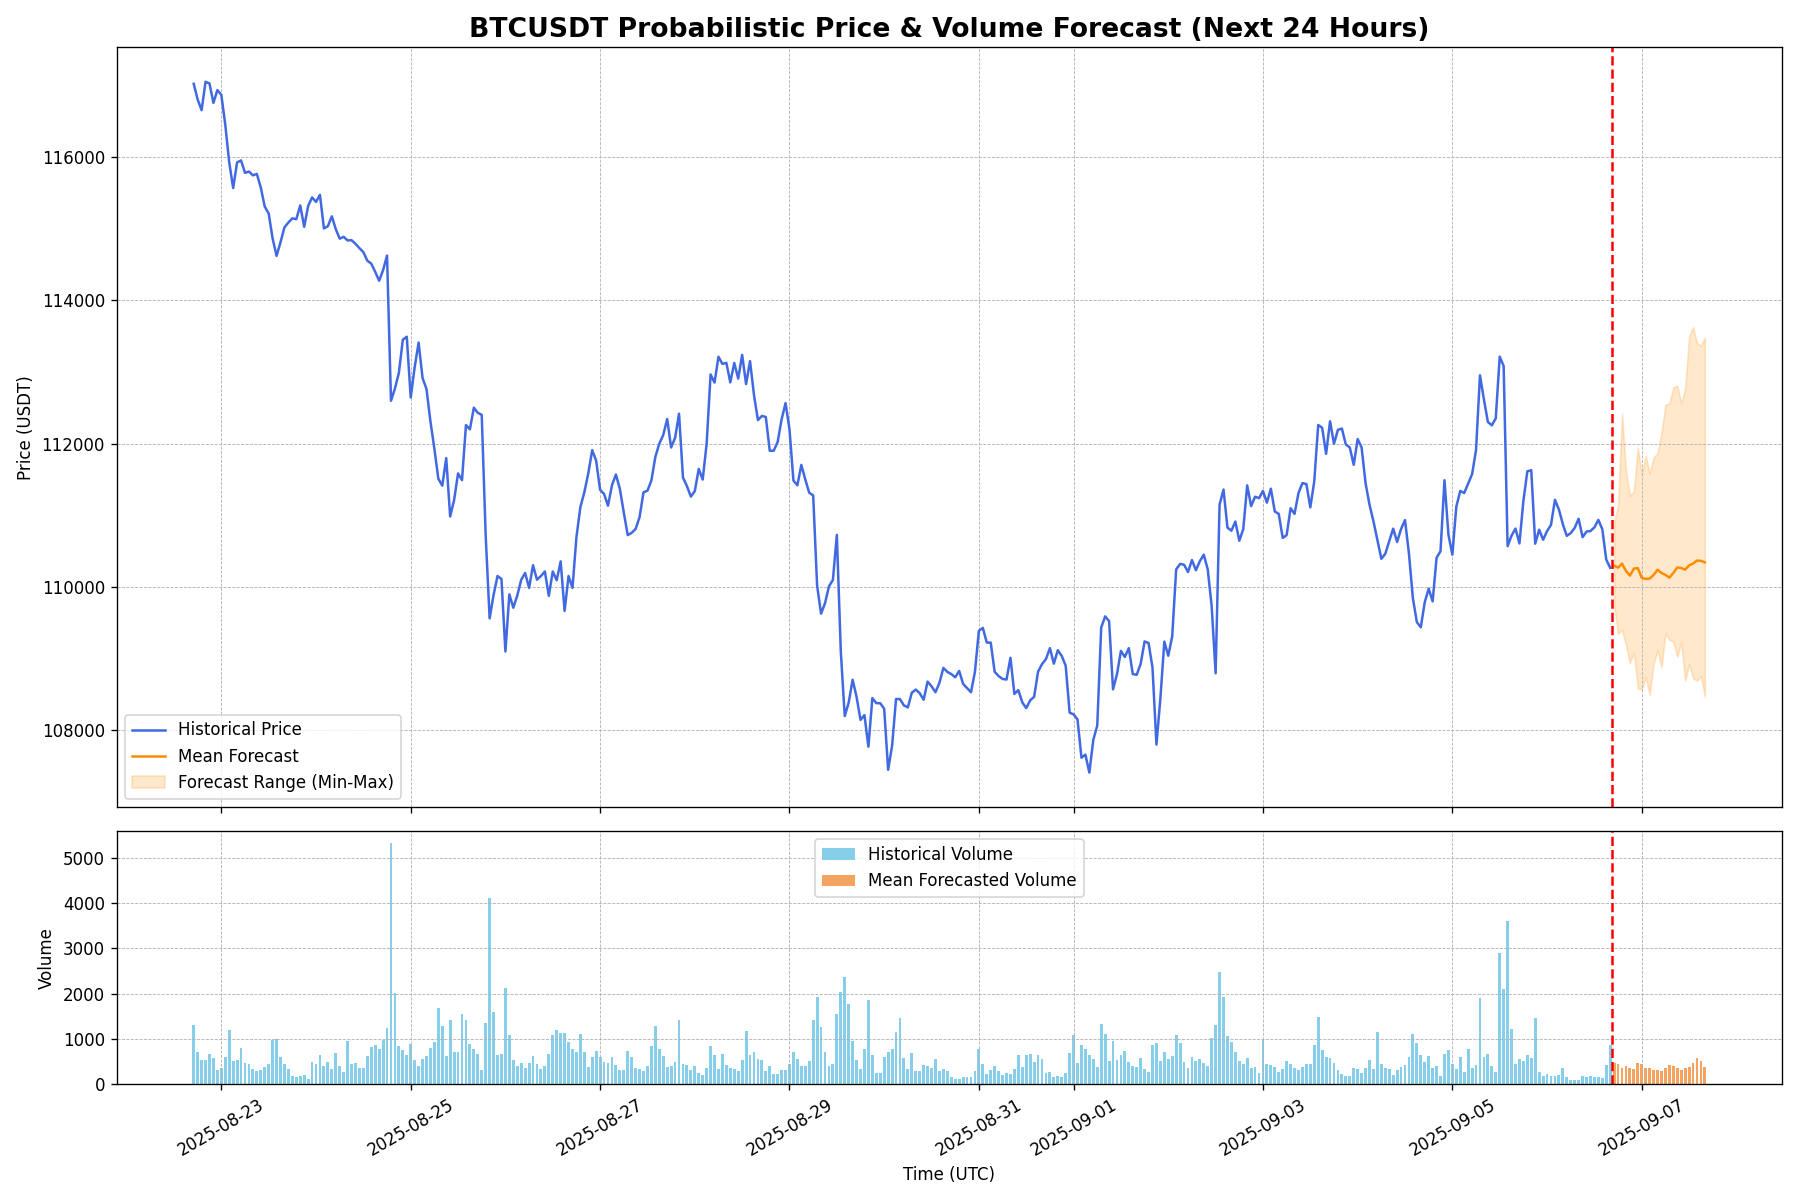 BTCUSDT Probabilistic Price & Volume Forecast (Next 24 Hours)
Price (USDT)
116000
114000
112000
110000
108000
Historical Price
Mean Forecast
Forecast Range (Min-Max)
Volume
5000
4000
3000
2000
1000
0
Historical Volume
Mean Forecasted Volume
2025-08-23
2025-08-25
2025-08-27
2025-08-29
2025-08-31
2025-09-01
2025-09-03
2025-09-05
2025-09-07
Time (UTC)